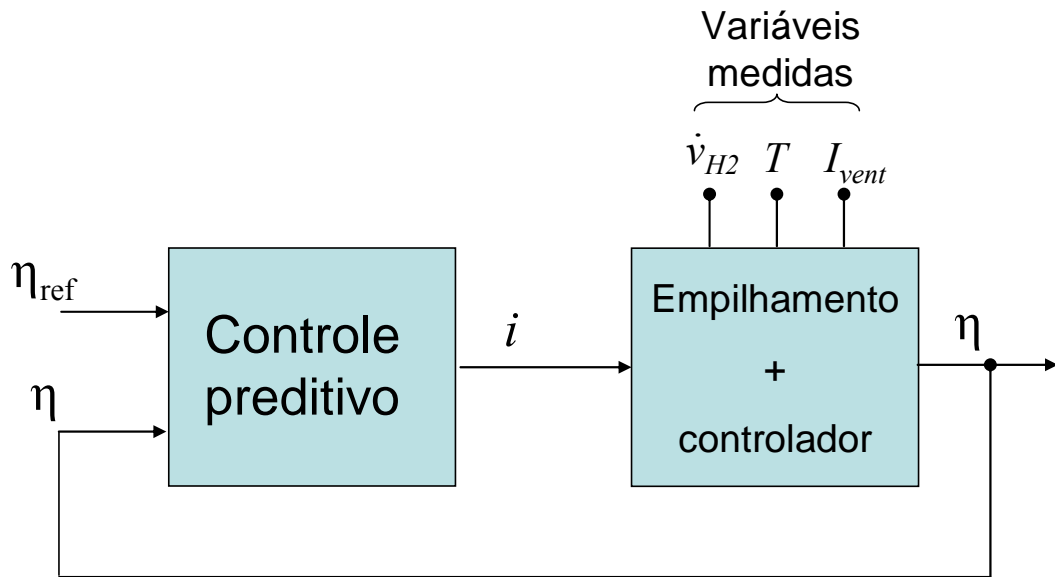 Variáveis
medidas
v̇H2 T Ivent
ηref
η
Controle
preditivo
i
Empilhamento
+
controlador
η